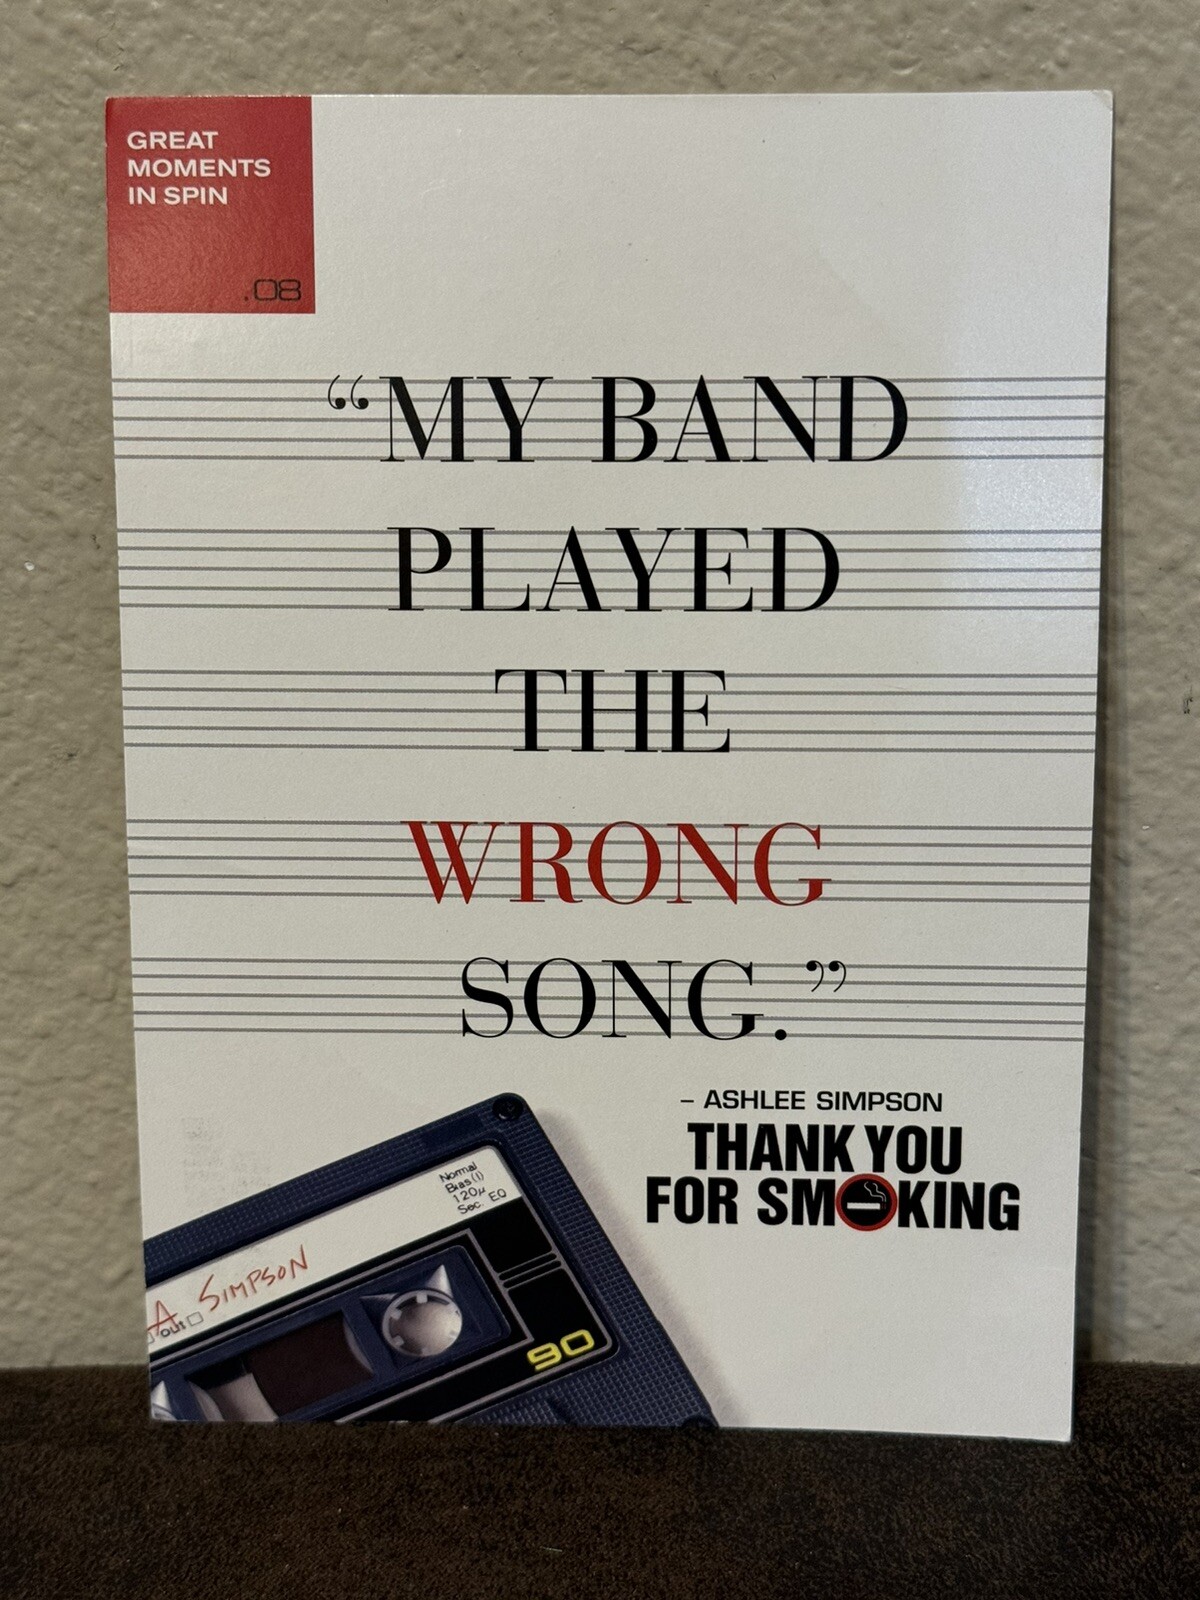 GREAT
MOMENTS
IN SPIN
.08
“MY BAND
PLAYED
THE
WRONG
SONG.”
– ASHLEE SIMPSON
THANK YOU
FOR SMOKING
Normal
Bias (I)
120µ
Sec. EQ
A SIMPSON
out
90